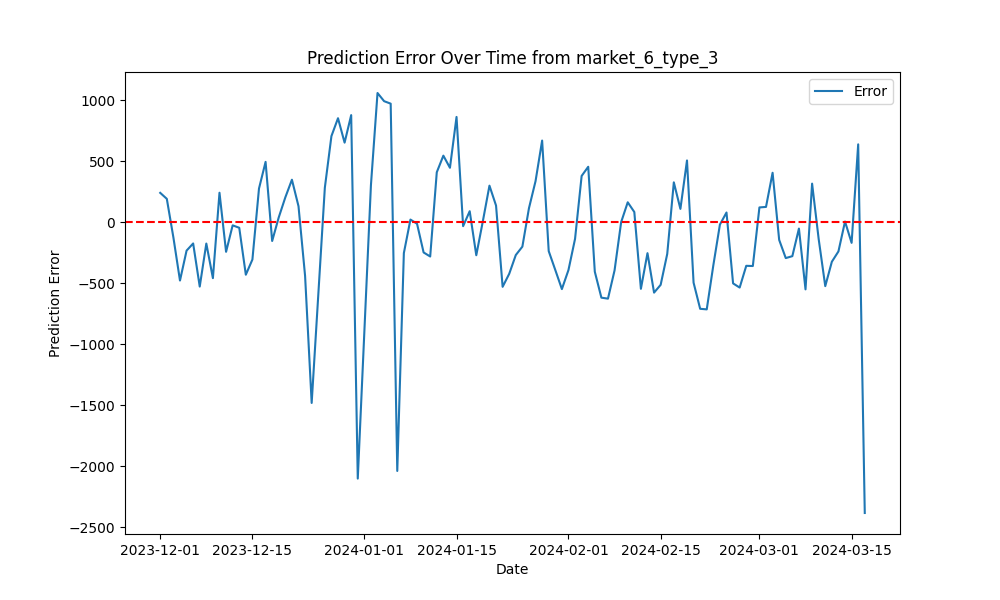 Prediction Error Over Time from market_6_type_3
Error
1000
500
0
−500
−1000
−1500
−2000
−2500
Prediction Error
2023-12-01 2023-12-15 2024-01-01 2024-01-15 2024-02-01 2024-02-15 2024-03-01 2024-03-15
Date